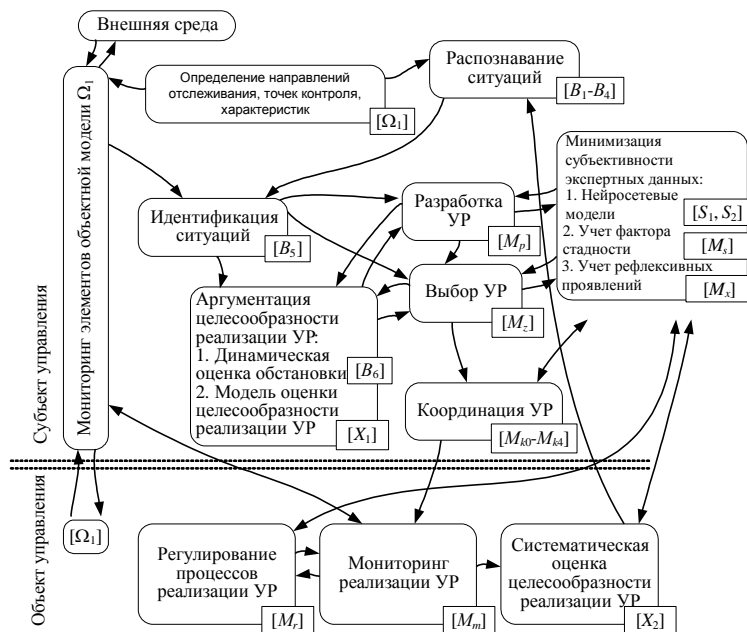 Внешняя среда
Определение направлений
отслеживания, точек контроля,
характеристик
[Ω1]
Распознавание
ситуаций
[B1-B4]
Мониторинг элементов объектной модели Ω1
Минимизация
субъективности
экспертных данных:
1. Нейросетевые
модели
[S1, S2]
2. Учет фактора
стадности
[Ms]
3. Учет рефлексивных
проявлений
[Mx]
Идентификация
ситуаций
[B5]
Разработка
УР
[Mp]
Выбор УР
[Mz]
Аргументация
целесообразности
реализации УР:
1. Динамическая
оценка обстановки
[B6]
2. Модель оценки
целесообразности
реализации УР
[X1]
Координация УР
[Mk0-Mk4]
Субъект управления
Объект управления
[Ω1]
Регулирование
процессов
реализации УР
[Mr]
Мониторинг
реализации УР
[Mm]
Систематическая
оценка
целесообразности
реализации УР
[X2]